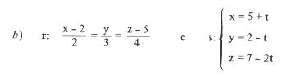 b) r: x-2/2 = y/3 = z-5/4 e s: { x = 5 + t
y = 2 - t
z = 7 - 2t